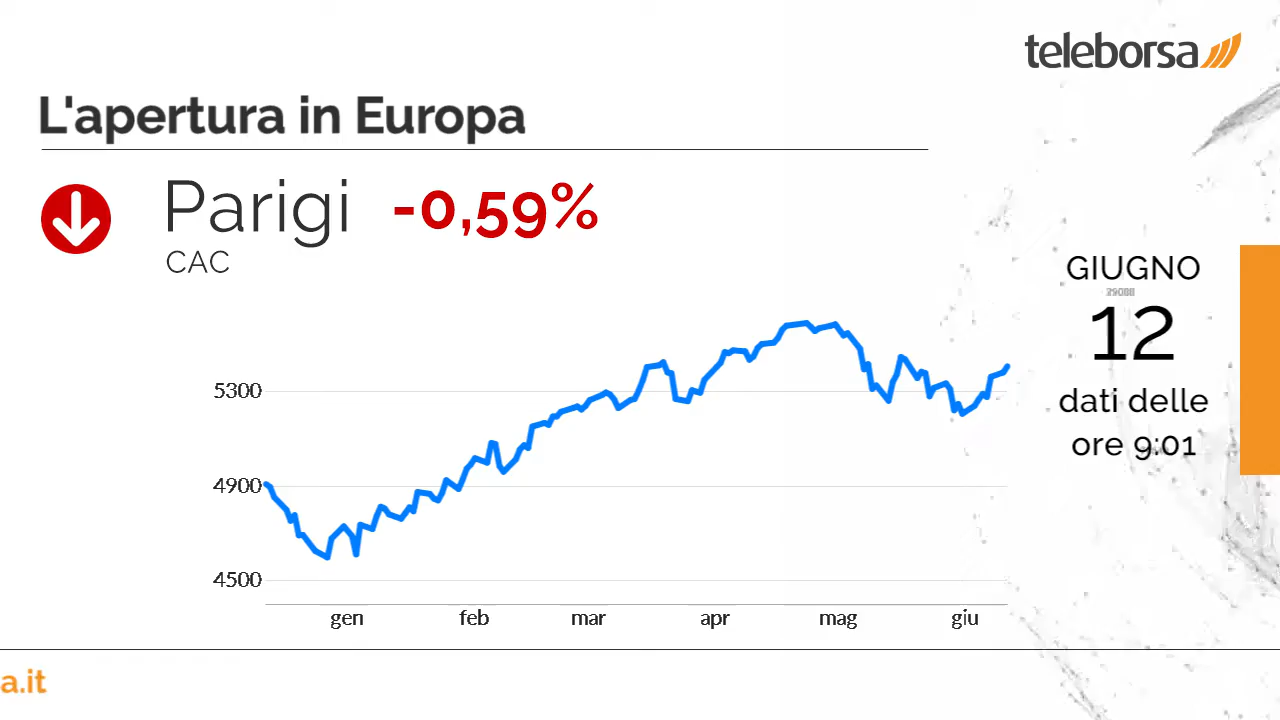 teleborsa
L'apertura in Europa
Parigi -0,59%
CAC
GIUGNO
12
dati delle
ore 9:01
5300
4900
4500
gen feb mar apr mag giu
a.it